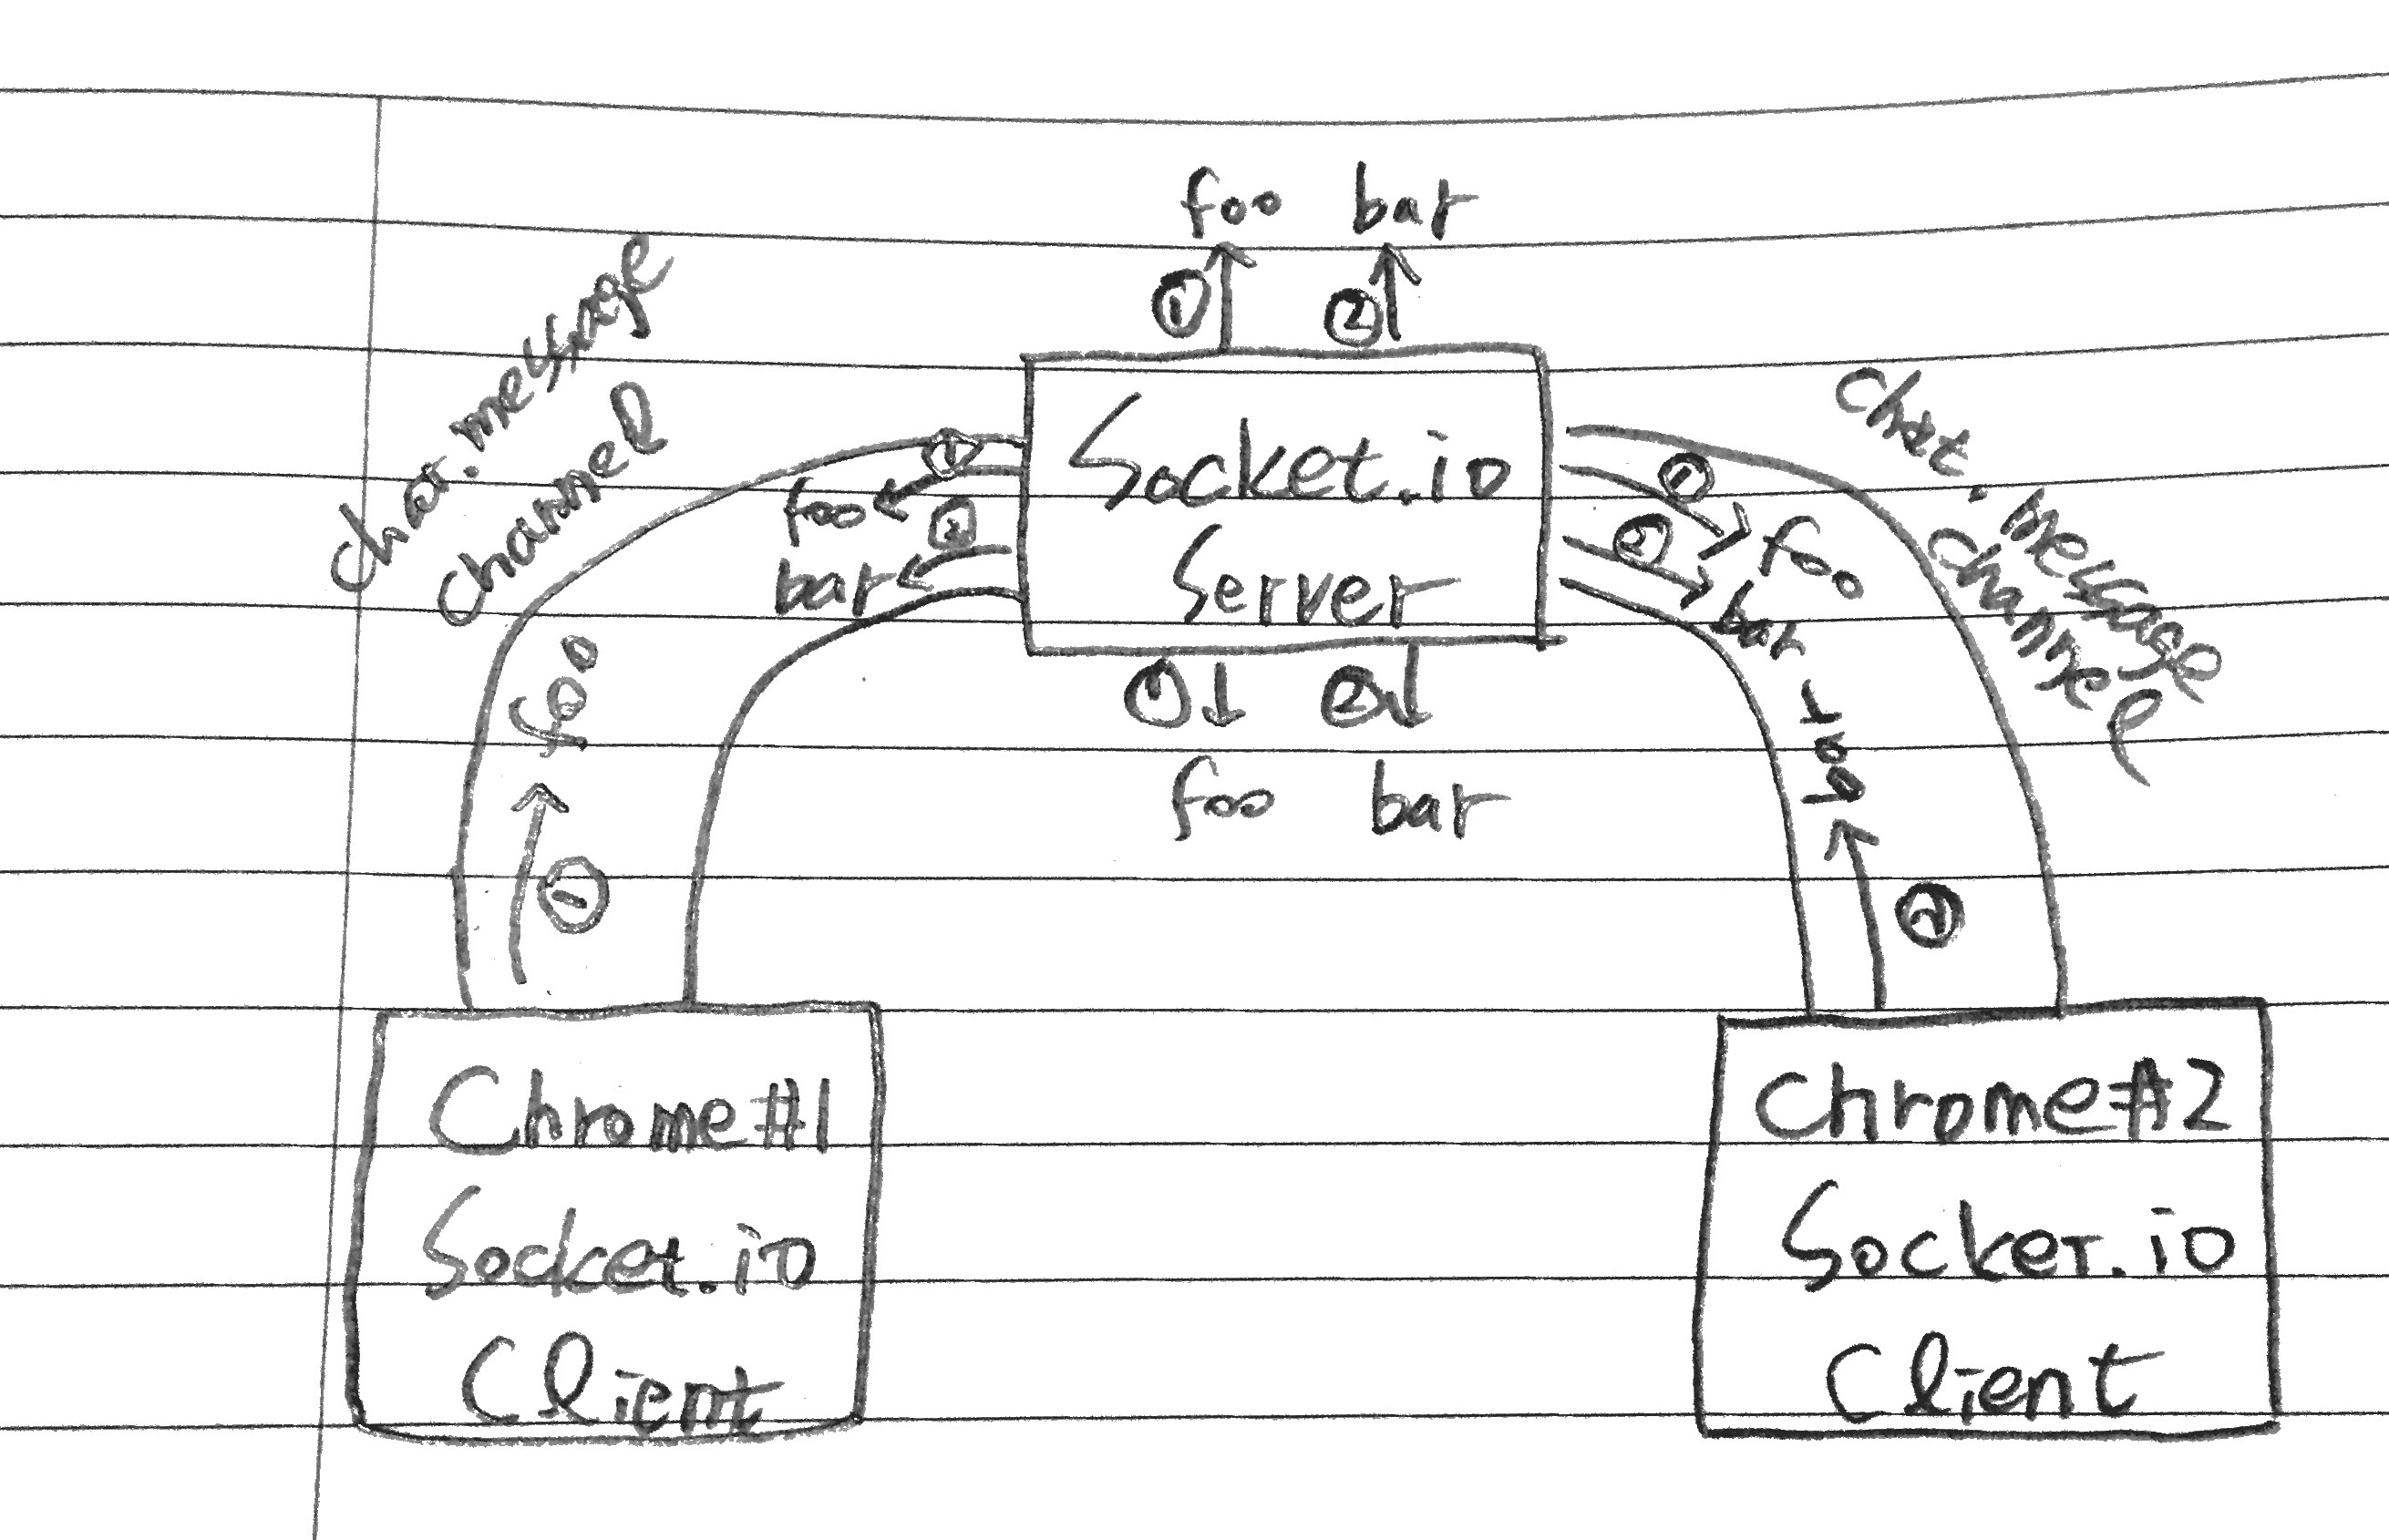 foo bar
① ②
chat.message
channel
chat.message
channel
Socket.io
Server
①
foo
②
bar
①
foo
②
bar
① ②
foo bar
foo
①
bar
②
Chrome#1
Socket.io
Client
Chrome#2
Socket.io
Client